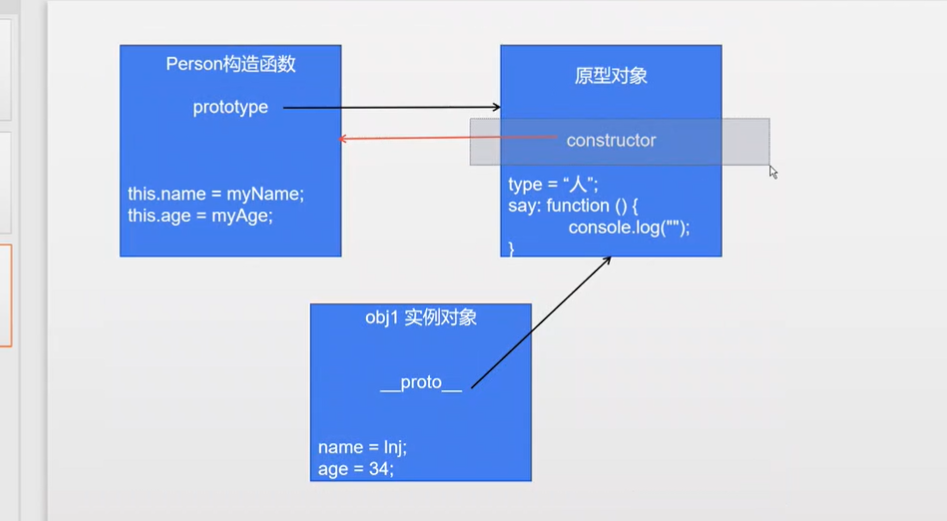 Person构造函数
prototype
this.name = myName;
this.age = myAge;
原型对象
constructor
type = “人”;
say: function () {
console.log("");
}
obj1 实例对象
__proto__
name = lnj;
age = 34;